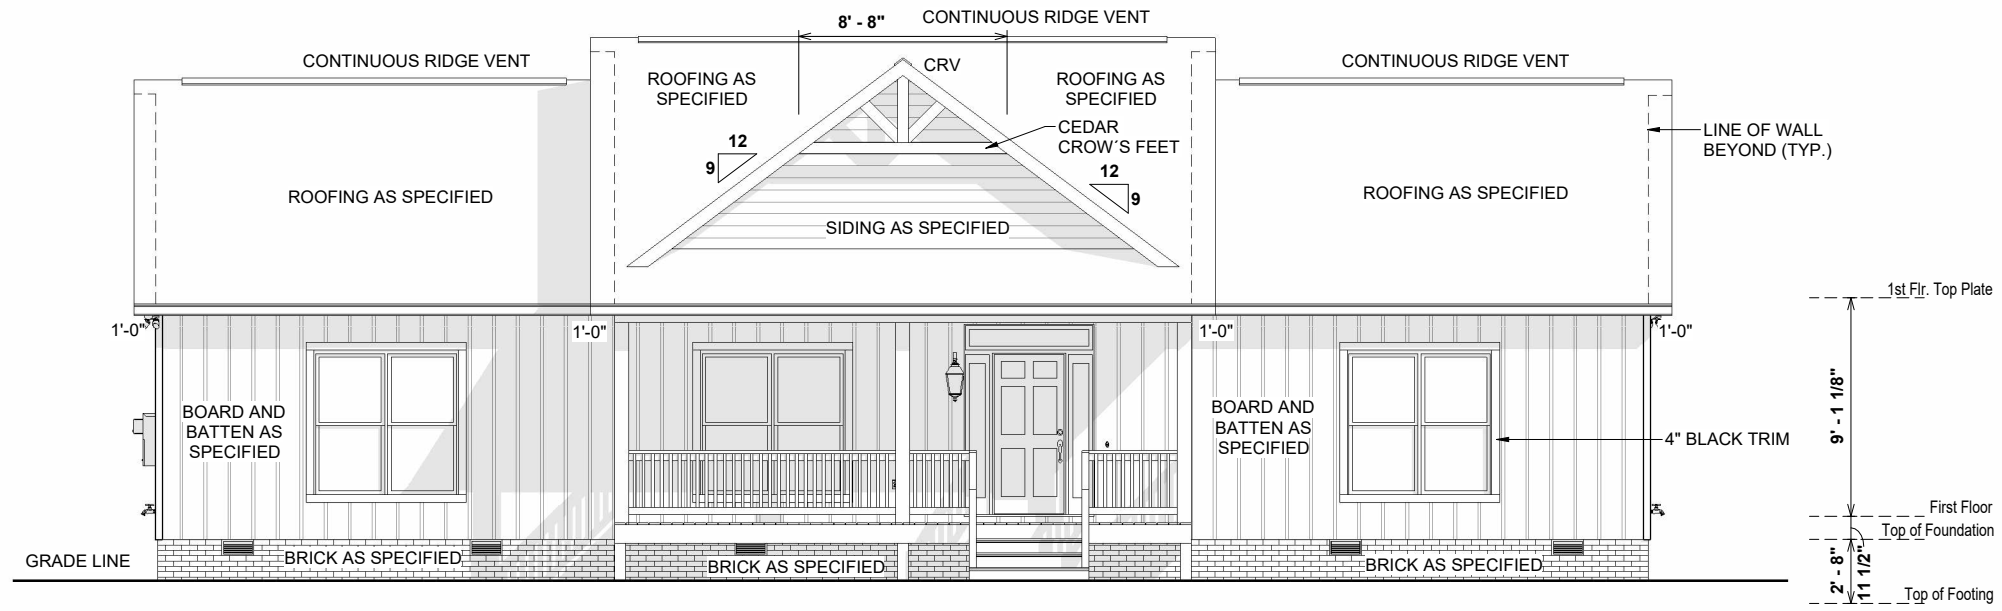 8' - 8"
CONTINUOUS RIDGE VENT
CONTINUOUS RIDGE VENT
CONTINUOUS RIDGE VENT
CRV
ROOFING AS
SPECIFIED
ROOFING AS
SPECIFIED
CEDAR
CROW´S FEET
LINE OF WALL
BEYOND (TYP.)
12
9
12
9
ROOFING AS SPECIFIED
ROOFING AS SPECIFIED
SIDING AS SPECIFIED
1st Flr. Top Plate
1'-0"
1'-0"
1'-0"
1'-0"
BOARD AND
BATTEN AS
SPECIFIED
BOARD AND
BATTEN AS
SPECIFIED
9' - 1 1/8"
4" BLACK TRIM
First Floor
Top of Foundation
GRADE LINE
BRICK AS SPECIFIED
BRICK AS SPECIFIED
BRICK AS SPECIFIED
2' - 8"
11 1/2"
Top of Footing